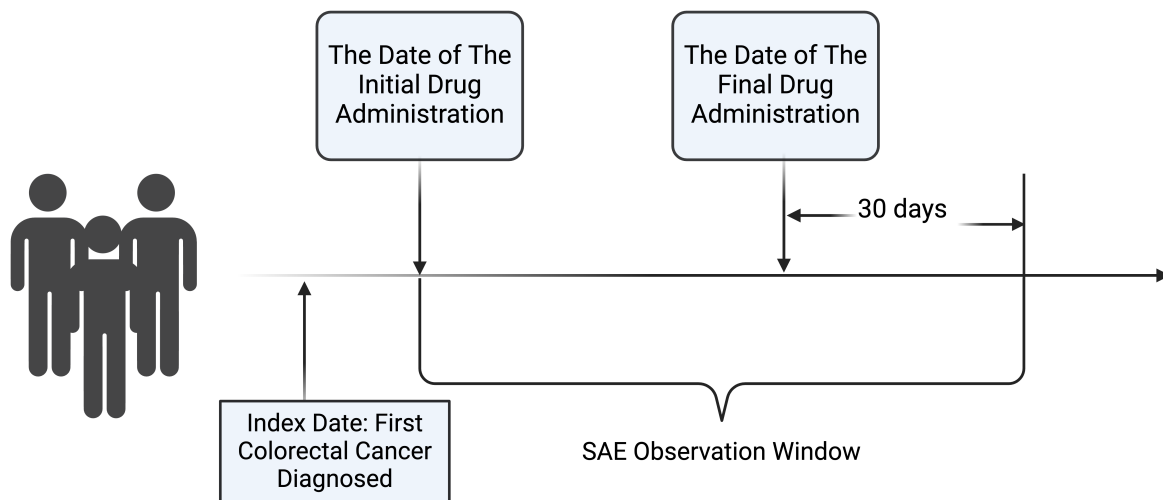 The Date of The
Initial Drug
Administration
The Date of The
Final Drug
Administration
30 days
Index Date: First
Colorectal Cancer
Diagnosed
SAE Observation Window